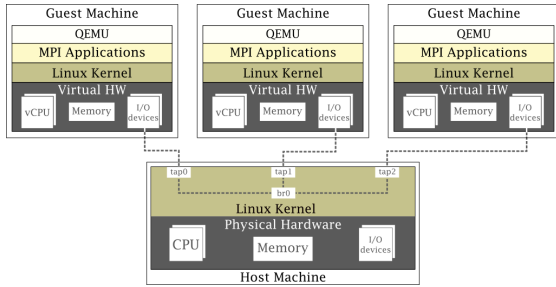 Guest Machine
QEMU
MPI Applications
Linux Kernel
Virtual HW
vCPU
Memory
I/O
devices
Guest Machine
QEMU
MPI Applications
Linux Kernel
Virtual HW
vCPU
Memory
I/O
devices
Guest Machine
QEMU
MPI Applications
Linux Kernel
Virtual HW
vCPU
Memory
I/O
devices
tap0
tap1
tap2
br0
Linux Kernel
Physical Hardware
CPU
Memory
I/O
devices
Host Machine